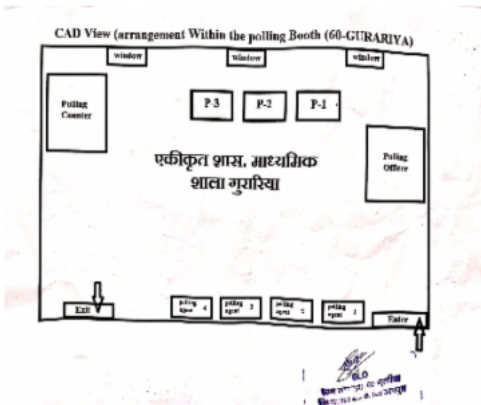 CAD View (arrangement Within the polling Booth (60-GURARIYA)
window
window
window
P-3
P-2
P-1
Polling
Counter
Polling
Officer
एकीकृत शास. माध्यमिक
शाला गुरारिया
Exit
polling
agent 4
polling
agent 3
polling
agent 2
polling
agent 1
Enter
BLO